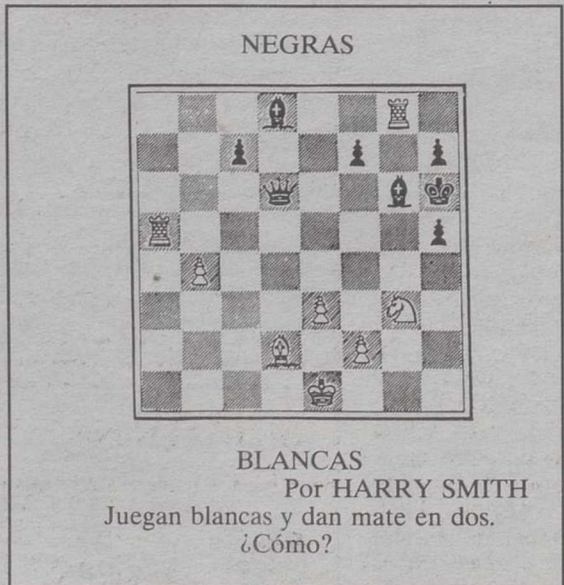 NEGRAS
BLANCAS
Por HARRY SMITH
Juegan blancas y dan mate en dos.
¿Cómo?